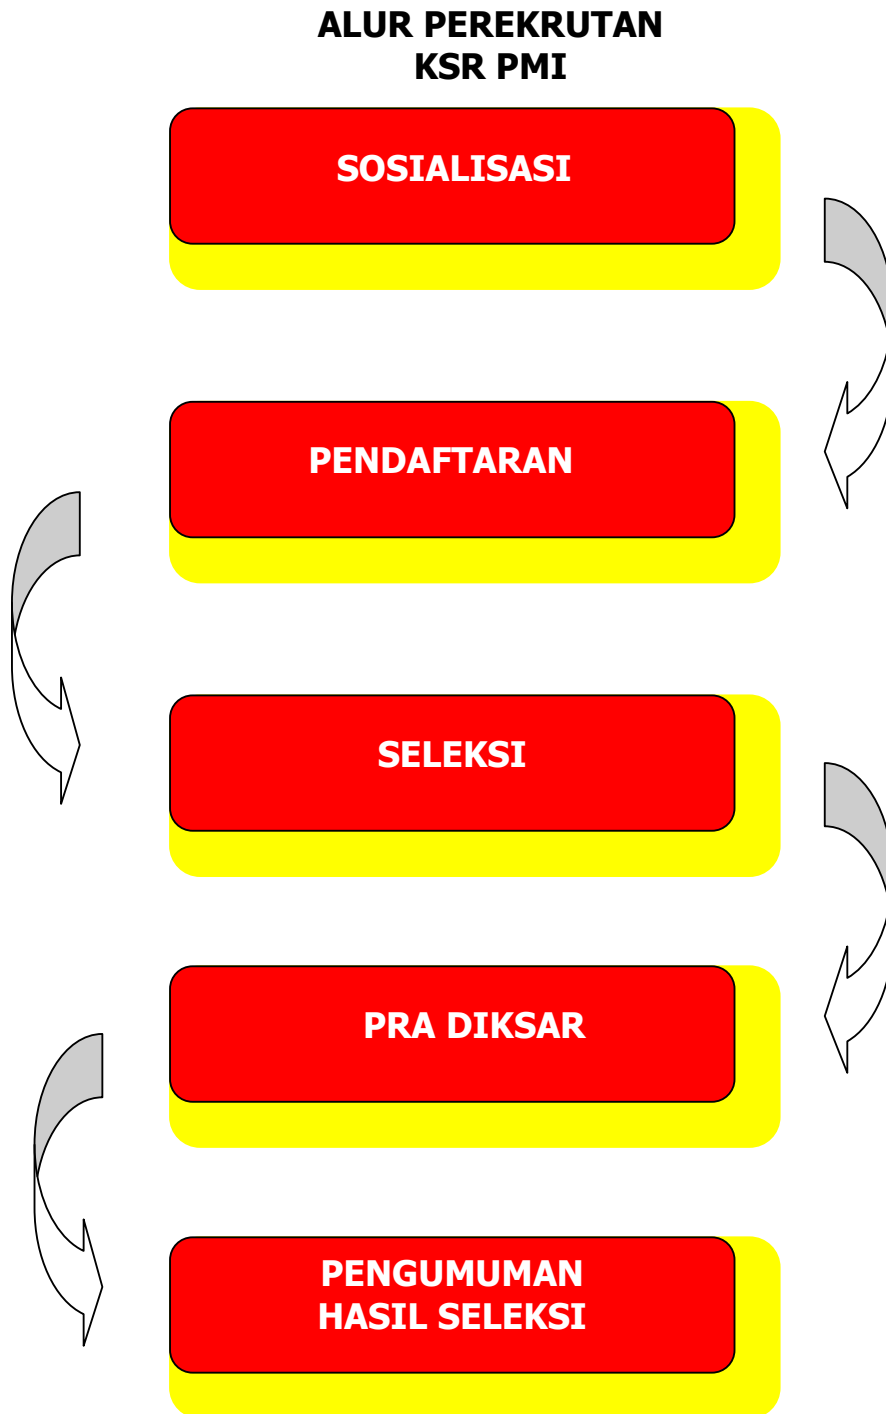 ALUR PEREKRUTAN
KSR PMI
SOSIALISASI
PENDAFTARAN
SELEKSI
PRA DIKSAR
PENGUMUMAN
HASIL SELEKSI